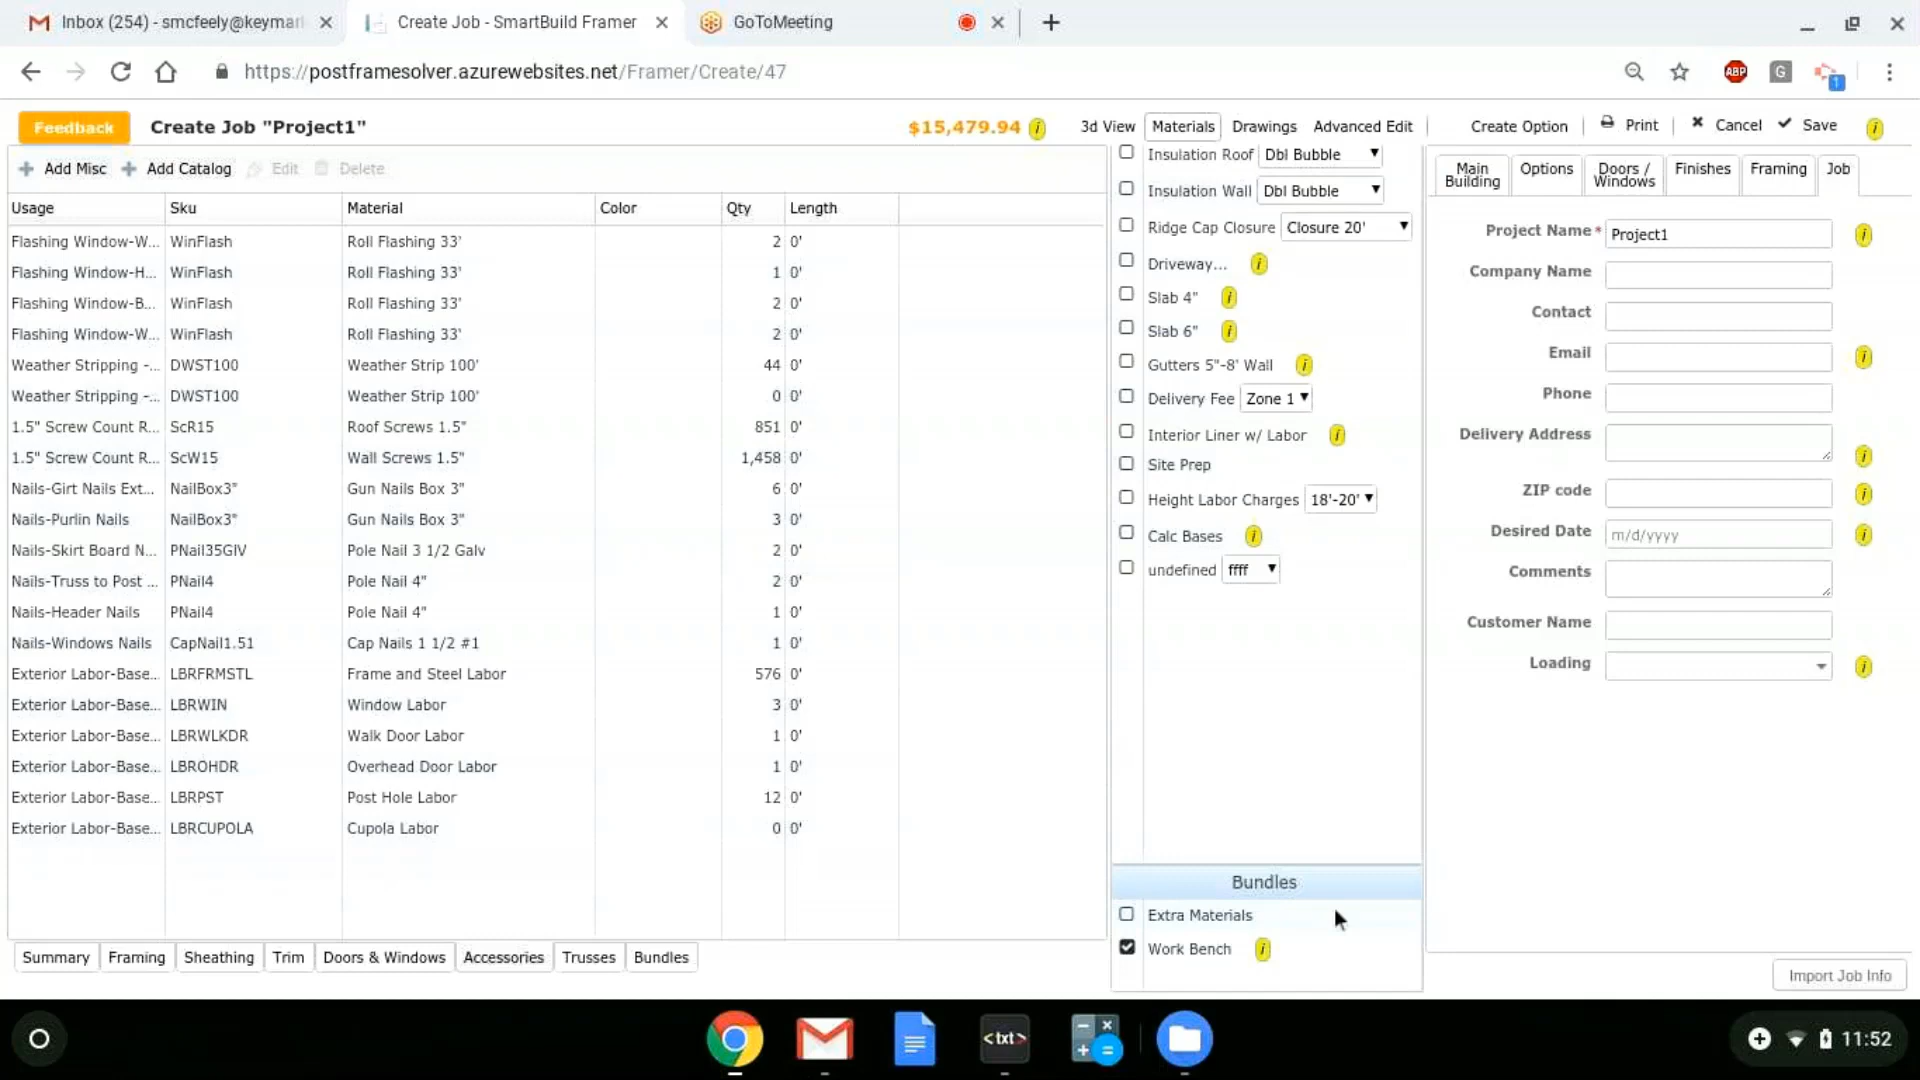 Inbox (254) - smcfeely@keymar
Create Job - SmartBuild Framer
GoToMeeting
https://postframesolver.azurewebsites.net/Framer/Create/47
ABP
G
1
Feedback
Create Job "Project1"
$15,479.94
i
3d View
Materials
Drawings
Advanced Edit
Create Option
Print
Cancel
Save
i
Add Misc
Add Catalog
Edit
Delete
Usage Sku Material Color Qty Length
Flashing Window-W... WinFlash Roll Flashing 33' 2 0'
Flashing Window-H... WinFlash Roll Flashing 33' 1 0'
Flashing Window-B... WinFlash Roll Flashing 33' 2 0'
Flashing Window-W... WinFlash Roll Flashing 33' 2 0'
Weather Stripping -... DWST100 Weather Strip 100' 44 0'
Weather Stripping -... DWST100 Weather Strip 100' 0 0'
1.5" Screw Count R... ScR15 Roof Screws 1.5" 851 0'
1.5" Screw Count R... ScW15 Wall Screws 1.5" 1,458 0'
Nails-Girt Nails Ext... NailBox3" Gun Nails Box 3" 6 0'
Nails-Purlin Nails NailBox3" Gun Nails Box 3" 3 0'
Nails-Skirt Board N... PNail35GlV Pole Nail 3 1/2 Galv 2 0'
Nails-Truss to Post ... PNail4 Pole Nail 4" 2 0'
Nails-Header Nails PNail4 Pole Nail 4" 1 0'
Nails-Windows Nails CapNail1.51 Cap Nails 1 1/2 #1 1 0'
Exterior Labor-Base... LBRFRMSTL Frame and Steel Labor 576 0'
Exterior Labor-Base... LBRWIN Window Labor 3 0'
Exterior Labor-Base... LBRWLKDR Walk Door Labor 1 0'
Exterior Labor-Base... LBROHDR Overhead Door Labor 1 0'
Exterior Labor-Base... LBRPST Post Hole Labor 12 0'
Exterior Labor-Base... LBRCUPOLA Cupola Labor 0 0'
Summary
Framing
Sheathing
Trim
Doors & Windows
Accessories
Trusses
Bundles
Insulation Roof Dbl Bubble
Insulation Wall Dbl Bubble
Ridge Cap Closure Closure 20'
Driveway... i
Slab 4" i
Slab 6" i
Gutters 5"-8' Wall i
Delivery Fee Zone 1
Interior Liner w/ Labor i
Site Prep
Height Labor Charges 18'-20'
Calc Bases i
undefined ffff
Bundles
Extra Materials
Work Bench i
Main Building
Options
Doors / Windows
Finishes
Framing
Job
Project Name * Project1 i
Company Name
Contact
Email i
Phone
Delivery Address i
ZIP code i
Desired Date m/d/yyyy i
Comments
Customer Name
Loading i
Import Job Info
<txt>
11:52